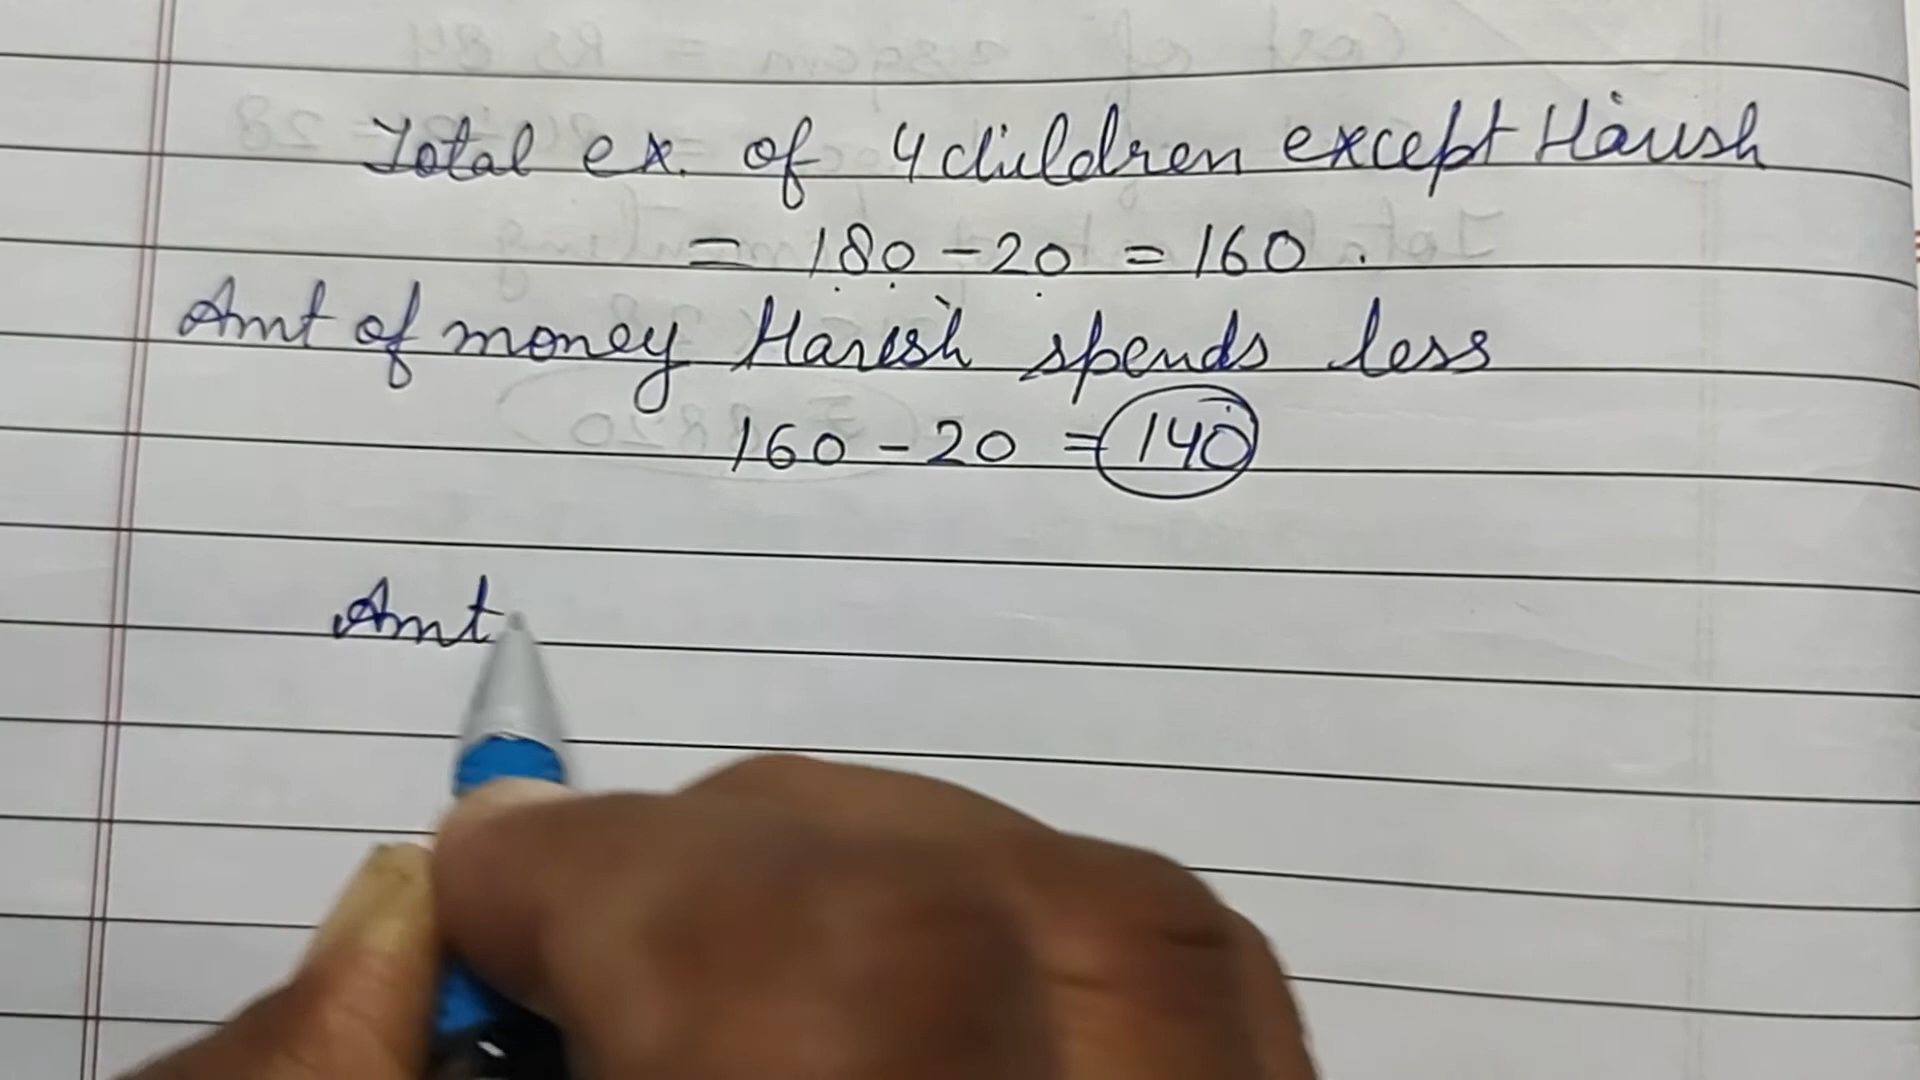 Total ex. of 4 children except Harish
= 180 - 20 = 160.
Amt of money Harish spends less
160 - 20 = 140
Amt